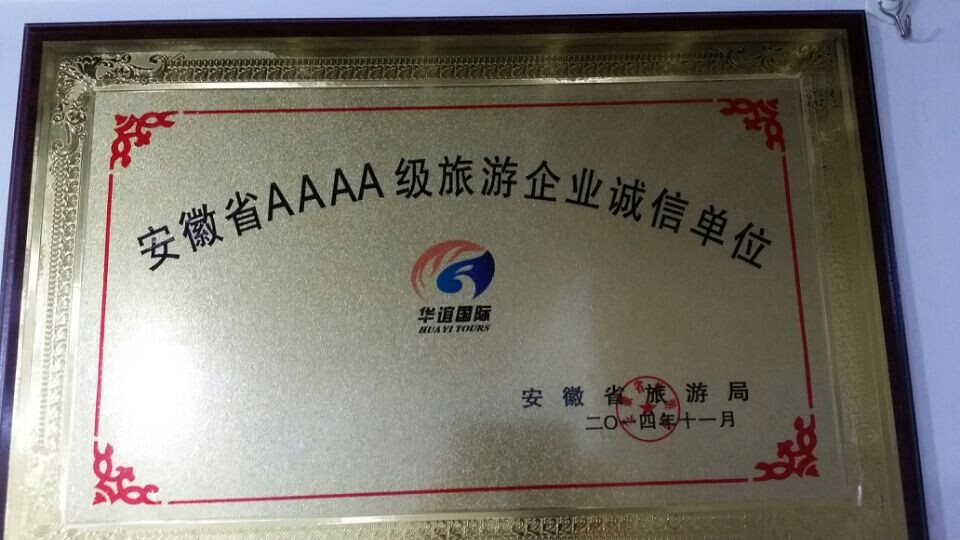 安徽省AAAA级旅游企业诚信单位
华谊国际
HUAYI TOURS
安徽省旅游局
二〇一四年十一月